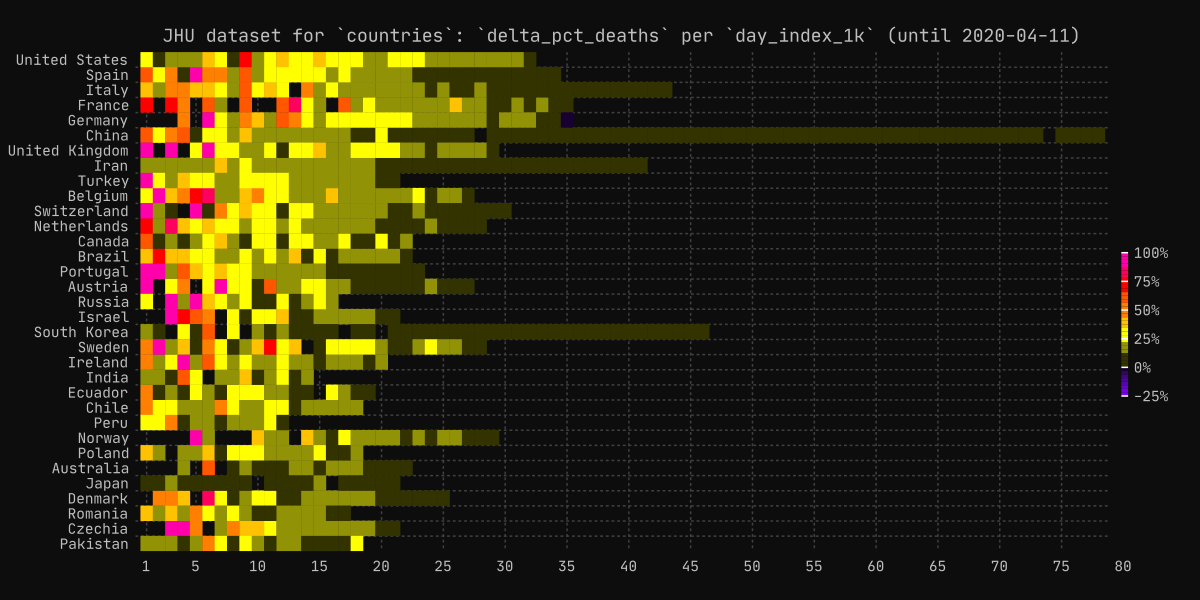 JHU dataset for `countries`: `delta_pct_deaths` per `day_index_1k` (until 2020-04-11)
United States
Spain
Italy
France
Germany
China
United Kingdom
Iran
Turkey
Belgium
Switzerland
Netherlands
Canada
Brazil
Portugal
Austria
Russia
Israel
South Korea
Sweden
Ireland
India
Ecuador
Chile
Peru
Norway
Poland
Australia
Japan
Denmark
Romania
Czechia
Pakistan
1 5 10 15 20 25 30 35 40 45 50 55 60 65 70 75 80
100%
75%
50%
25%
0%
−25%